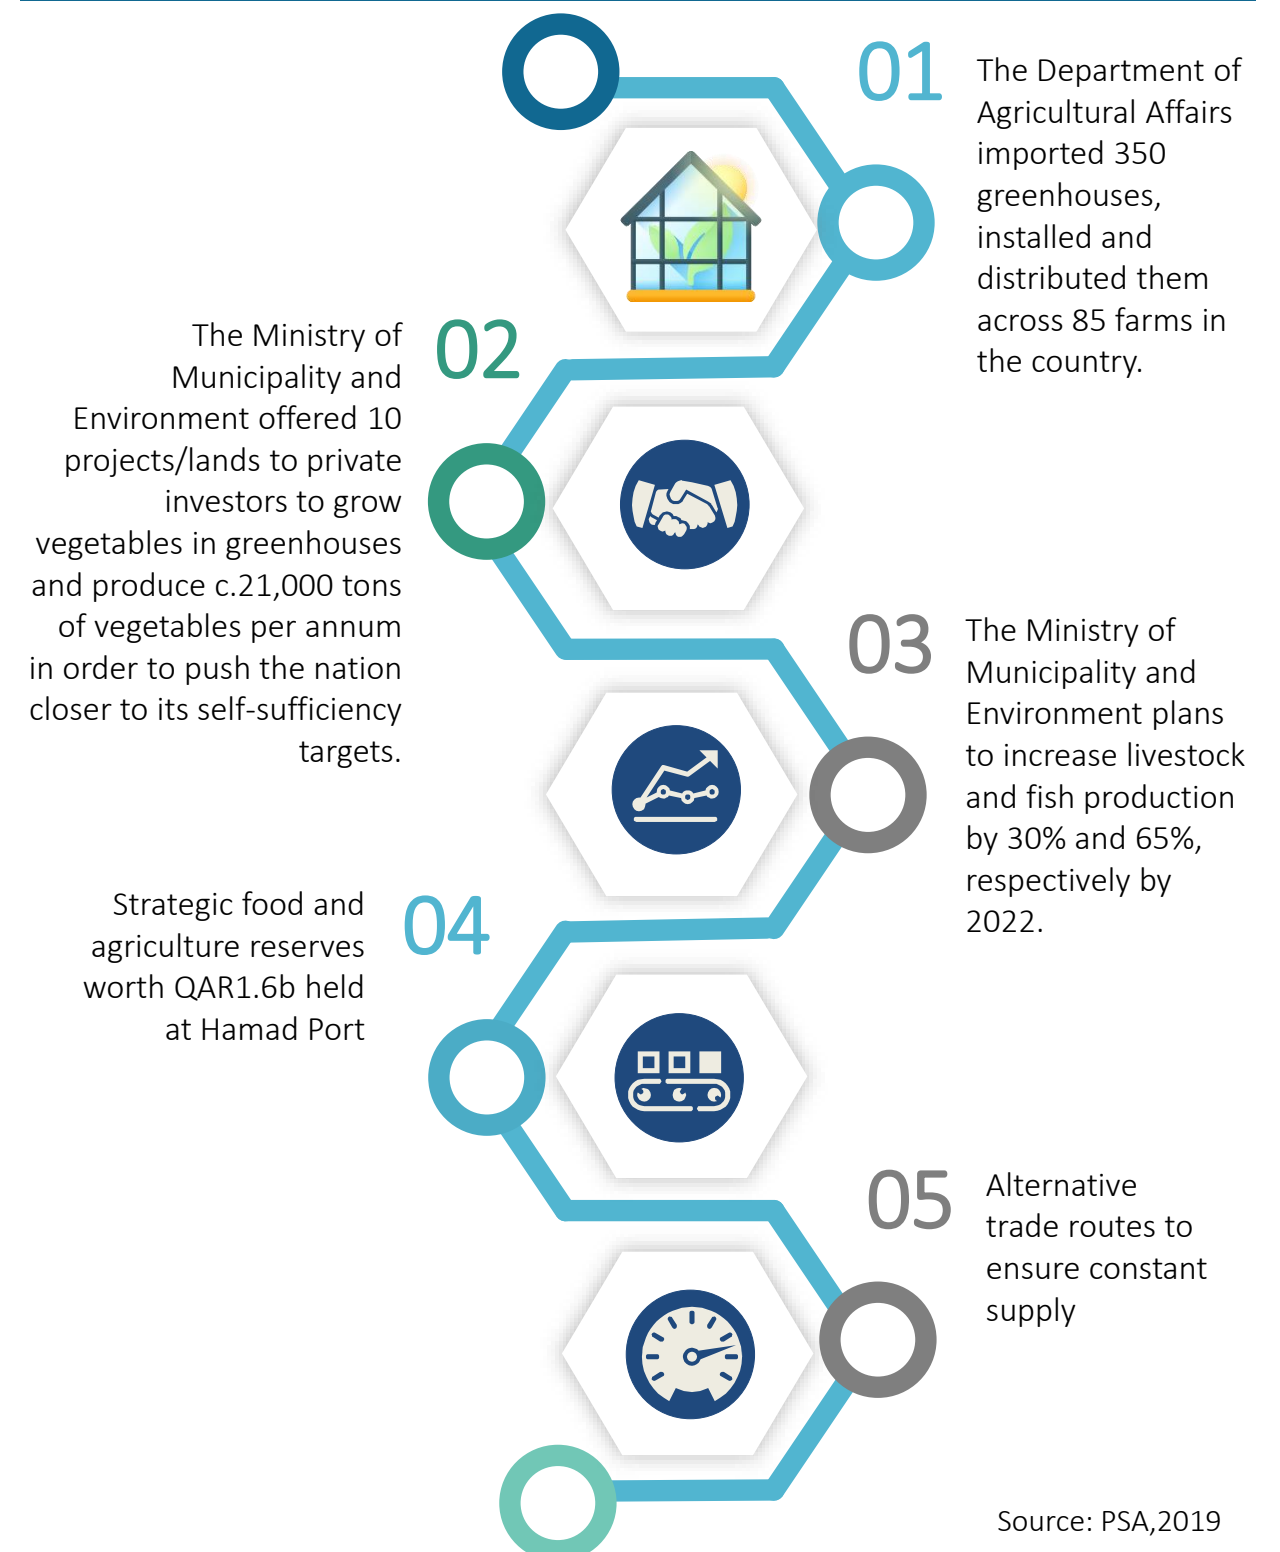 01
The Department of
Agricultural Affairs
imported 350
greenhouses,
installed and
distributed them
across 85 farms in
the country.
02
The Ministry of
Municipality and
Environment offered 10
projects/lands to private
investors to grow
vegetables in greenhouses
and produce c.21,000 tons
of vegetables per annum
in order to push the nation
closer to its self-sufficiency
targets.
03
The Ministry of
Municipality and
Environment plans
to increase livestock
and fish production
by 30% and 65%,
respectively by
2022.
04
Strategic food and
agriculture reserves
worth QAR1.6b held
at Hamad Port
05
Alternative
trade routes to
ensure constant
supply
Source: PSA,2019